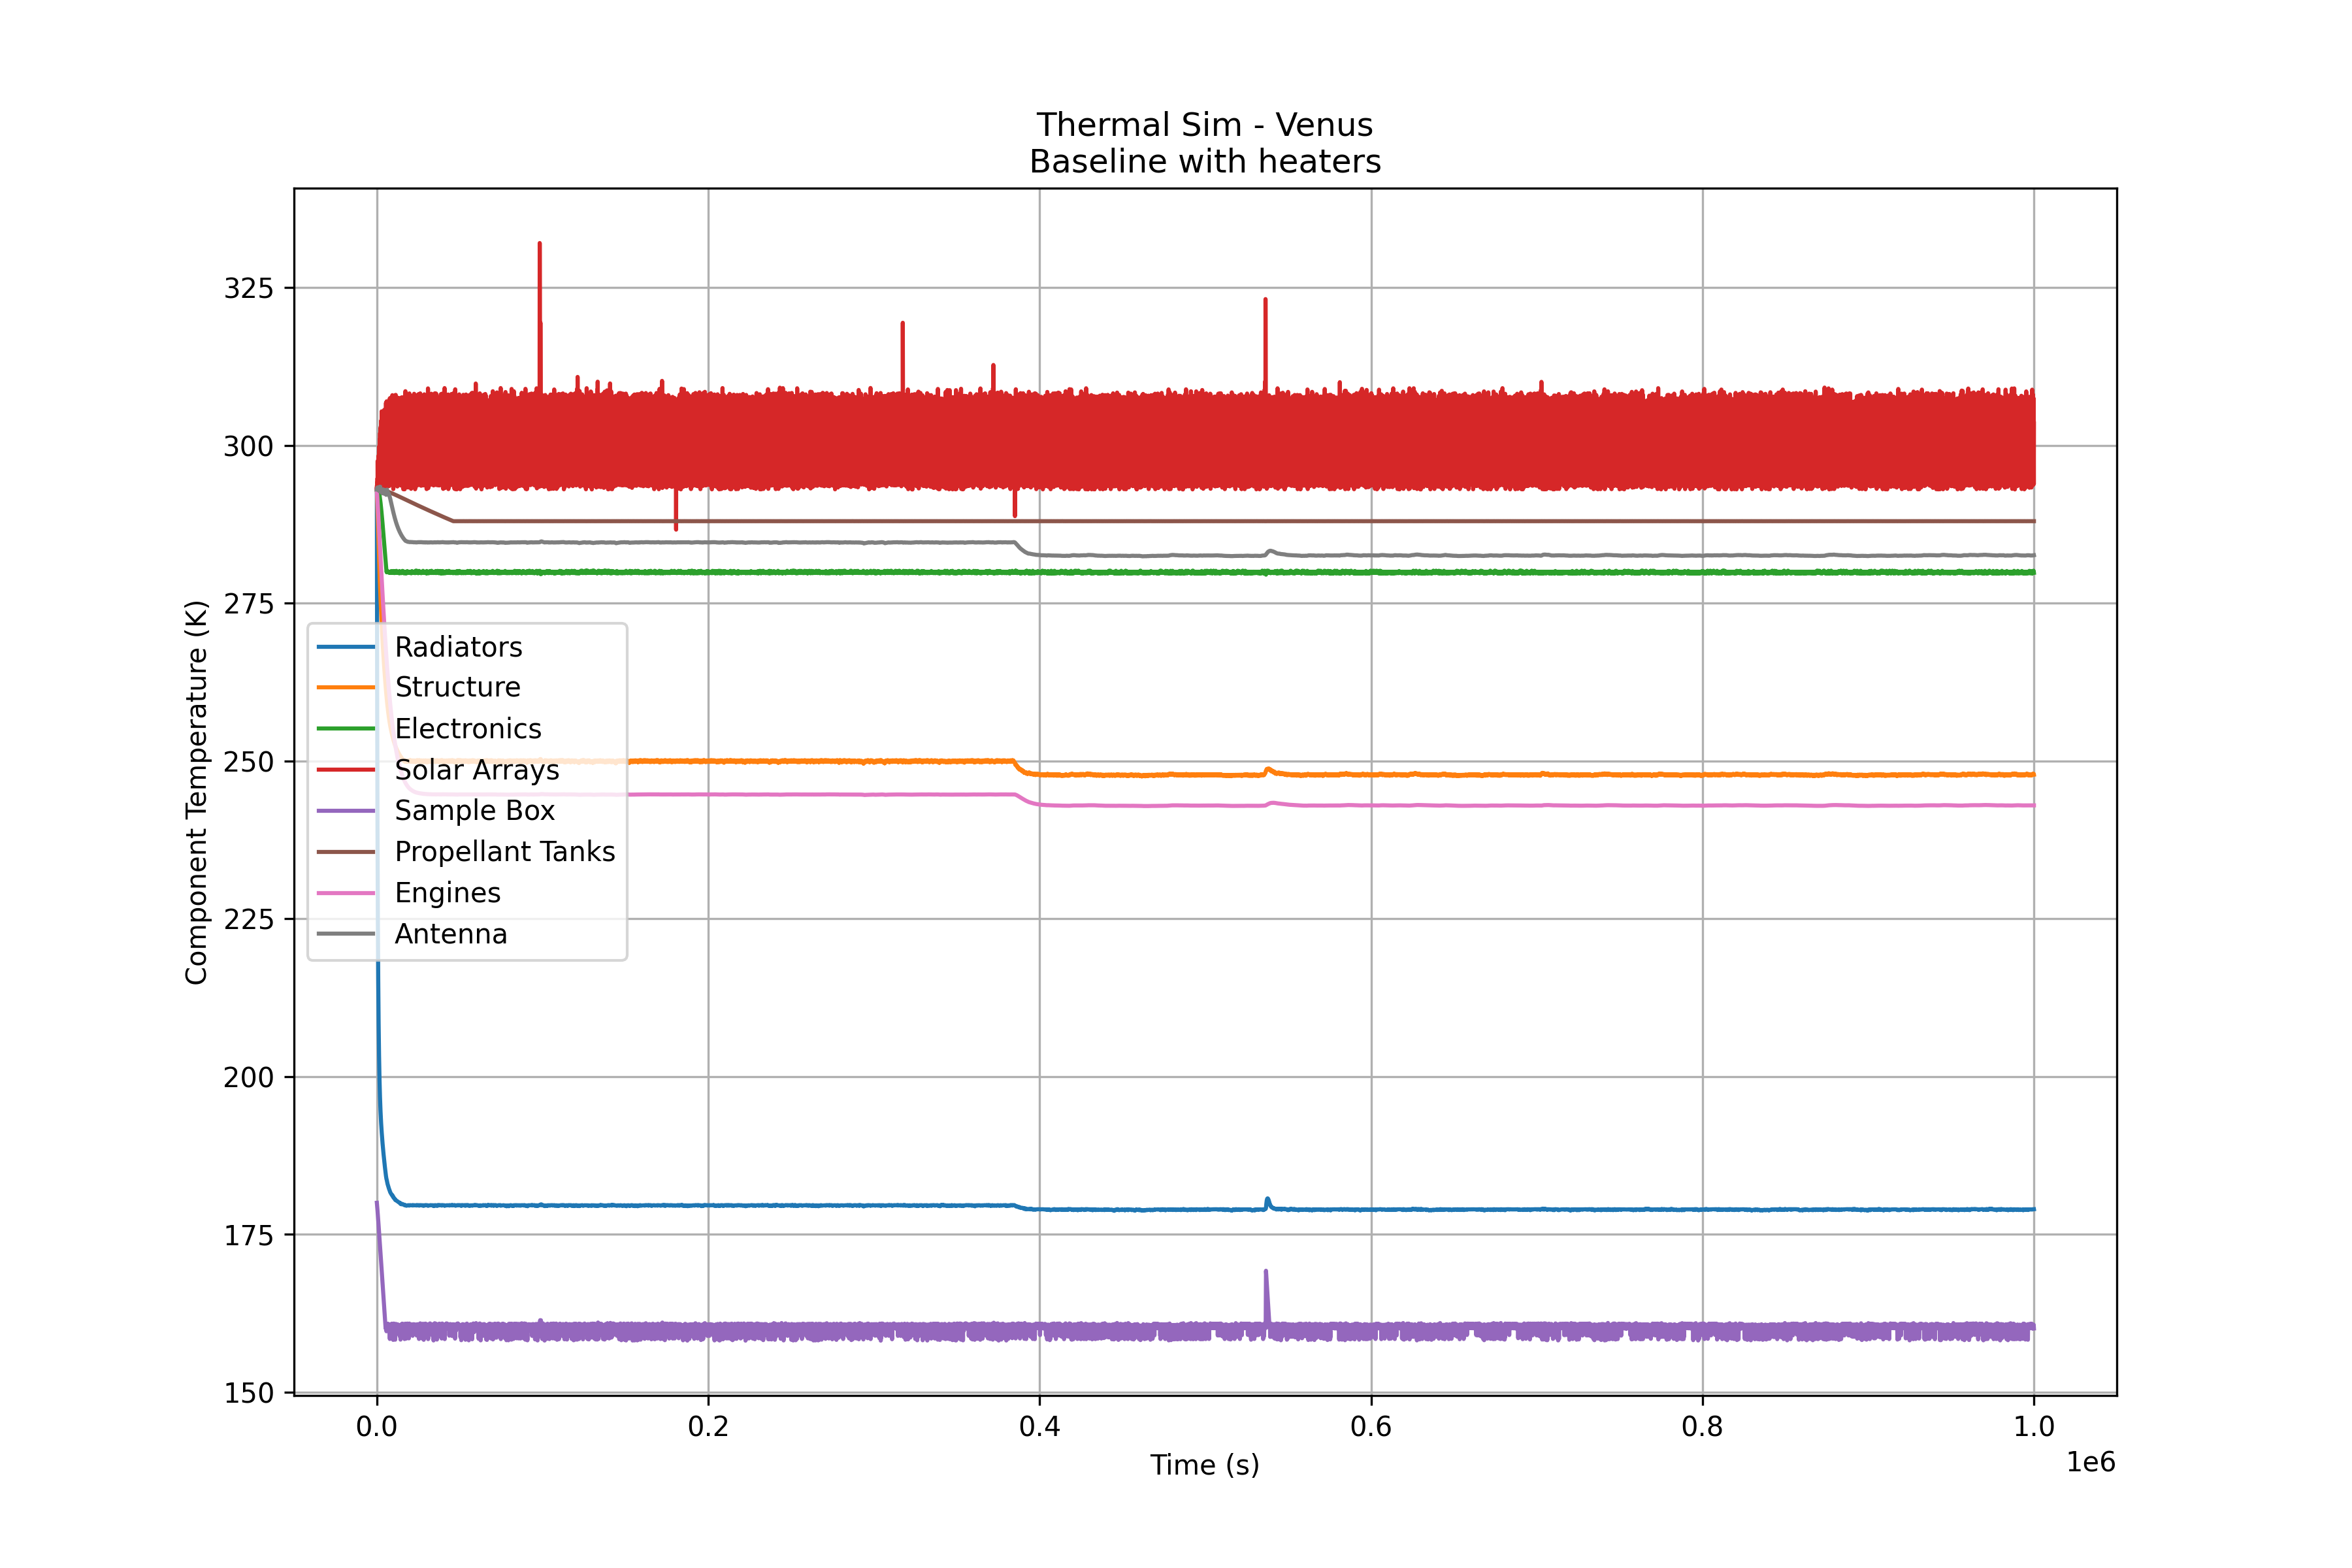 Thermal Sim - Venus
Baseline with heaters
Component Temperature (K)
325
300
275
250
225
200
175
150
Radiators
Structure
Electronics
Solar Arrays
Sample Box
Propellant Tanks
Engines
Antenna
0.0 0.2 0.4 0.6 0.8 1.0
Time (s)
1e6